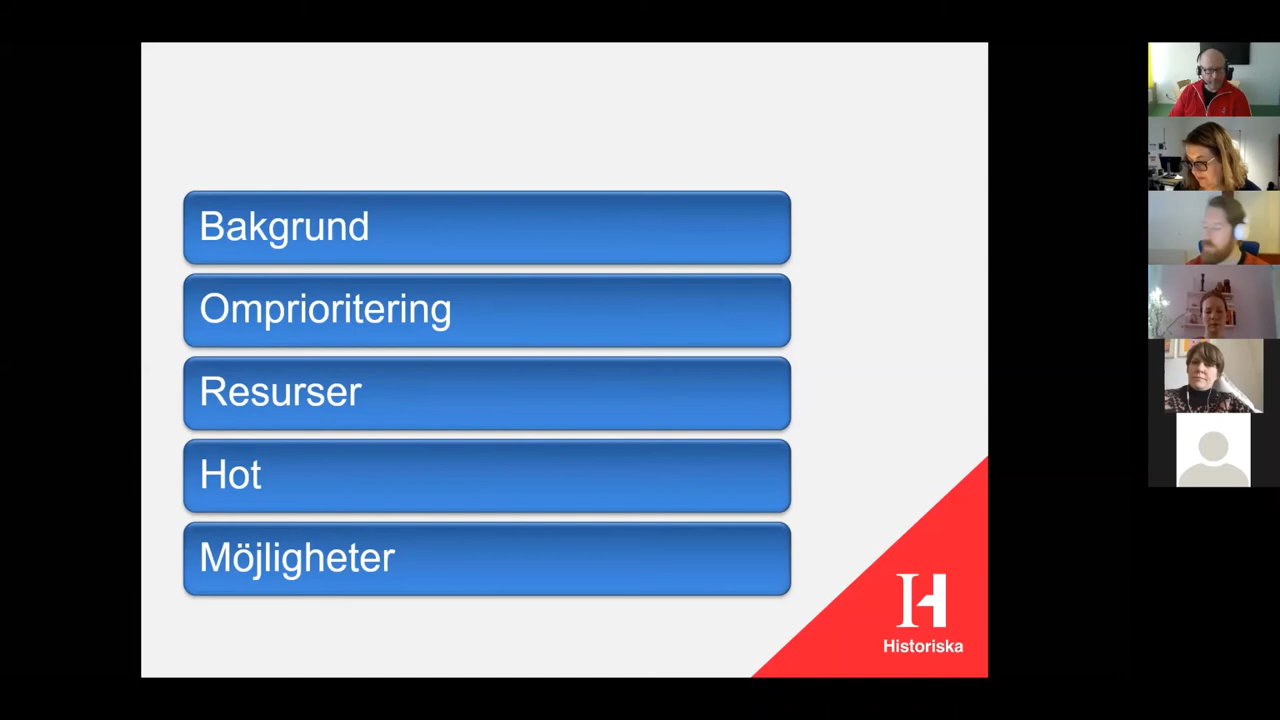 Bakgrund
Omprioritering
Resurser
Hot
Möjligheter
Historiska